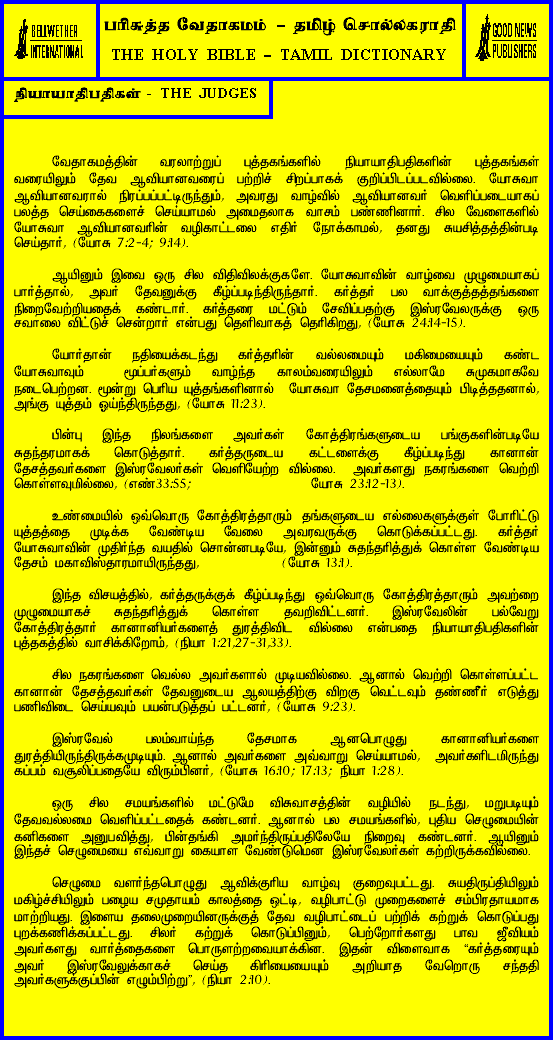 BELLWETHER
INTERNATIONAL
பரிசுத்த வேதாகமம் – தமிழ் சொல்லகராதி
THE HOLY BIBLE – TAMIL DICTIONARY
GOOD NEWS
PUBLISHERS
நியாயாதிபதிகள் - THE JUDGES
வேதாகமத்தின் வரலாற்றுப் புத்தகங்களில் நியாயாதிபதிகளின் புத்தகங்கள்
வரையிலும் தேவ ஆவியானவரைப் பற்றிச் சிறப்பாகக் குறிப்பிடப்படவில்லை. யோசுவா
ஆவியானவரால் நிரப்பப்பட்டிருந்தும், அவரது வாழ்வில் ஆவியானவர் வெளிப்படையாகப்
பலத்த செய்கைகளைச் செய்யாமல் அமைதலாக வாசம் பண்ணினார். சில வேளைகளில்
யோசுவா ஆவியானவரின் வழிகாட்டலை எதிர் நோக்காமல், தனது சுயசித்தத்தின்படி
செய்தார், (யோசு 7:2-4; 9:14).
ஆயினும் இவை ஒரு சில விதிவிலக்குகளே. யோசுவாவின் வாழ்வை முழுமையாகப்
பார்த்தால், அவர் தேவனுக்கு கீழ்ப்படிந்திருந்தார். கர்த்தர் பல வாக்குத்தத்தங்களை
நிறைவேற்றியதைக் கண்டார். கர்த்தரை மட்டும் சேவிப்பதற்கு இஸ்ரவேலருக்கு ஒரு
சவாலை விட்டுச் சென்றார் என்பது தெளிவாகத் தெரிகிறது, (யோசு 24:14-15).
யோர்தான் நதியைக்கடந்து கர்த்தரின் வல்லமையும் மகிமையையும் கண்ட
யோசுவாவும் மூப்பர்களும் வாழ்ந்த காலம்வரையிலும் எல்லாமே சுமுகமாகவே
நடைபெற்றன. மூன்று பெரிய யுத்தங்களினால் யோசுவா தேசமனைத்தையும் பிடித்ததனால்,
அங்கு யுத்தம் ஓய்ந்திருந்தது, (யோசு 11:23).
பின்பு இந்த நிலங்களை அவர்கள் கோத்திரங்களுடைய பங்குகளின்படியே
சுதந்தரமாகக் கொடுத்தார். கர்த்தருடைய கட்டளைக்கு கீழ்ப்படிந்து கானான்
தேசத்தவர்களை இஸ்ரவேலர்கள் வெளியேற்ற வில்லை. அவர்களது நகரங்களை வெற்றி
கொள்ளவுமில்லை, (எண்33:55; யோசு 23:12-13).
உண்மையில் ஒவ்வொரு கோத்திரத்தாரும் தங்களுடைய எல்லைகளுக்குள் போரிட்டு
யுத்தத்தை முடிக்க வேண்டிய வேலை அவரவருக்கு கொடுக்கப்பட்டது. கர்த்தர்
யோசுவாவின் முதிர்ந்த வயதில் சொன்னபடியே, இன்னும் சுதந்தரித்துக் கொள்ள வேண்டிய
தேசம் மகாவிஸ்தாரமாயிருந்தது, (யோசு 13:1).
இந்த விசயத்தில், கர்த்தருக்குக் கீழ்ப்படிந்து ஒவ்வொரு கோத்திரத்தாரும் அவற்றை
முழுமையாகச் சுதந்தரித்துக் கொள்ள தவறிவிட்டனர். இஸ்ரவேலின் பல்வேறு
கோத்திரத்தார் கானானியர்களைத் துரத்திவிட வில்லை என்பதை நியாயாதிபதிகளின்
புத்தகத்தில் வாசிக்கிறோம், (நியா 1:21,27-31,33).
சில நகரங்களை வெல்ல அவர்களால் முடியவில்லை. ஆனால் வெற்றி கொள்ளப்பட்ட
கானான் தேசத்தவர்கள் தேவனுடைய ஆலயத்திற்கு விறகு வெட்டவும் தண்ணீர் எடுத்து
பணிவிடை செய்யவும் பயன்படுத்தப் பட்டனர், (யோசு 9:23).
இஸ்ரவேல் பலம்வாய்ந்த தேசமாக ஆனபொழுது கானானியர்களை
துரத்தியிருந்திருக்கமுடியும். ஆனால் அவர்களை அவ்வாறு செய்யாமல், அவர்களிடமிருந்து
கப்பம் வசூலிப்பதையே விரும்பினர், (யோசு 16:10; 17:13; நியா 1:28).
ஒரு சில சமயங்களில் மட்டுமே விசுவாசத்தின் வழியில் நடந்து, மறுபடியும்
தேவவல்லமை வெளிப்பட்டதைக் கண்டனர். ஆனால் பல சமயங்களில், புதிய செழுமையின்
கனிகளை அனுபவித்து, பின்தங்கி அமர்ந்திருப்பதிலேயே நிறைவு கண்டனர். ஆயினும்
இந்தச் செழுமையை எவ்வாறு கையாள வேண்டுமென இஸ்ரவேலர்கள் கற்றிருக்கவில்லை.
செழுமை வளர்ந்தபொழுது ஆவிக்குரிய வாழ்வு குறைவுபட்டது. சுயதிருப்தியிலும்
மகிழ்ச்சியிலும் பழைய சமுதாயம் காலத்தை ஓட்டி, வழிபாட்டு முறைகளைச் சம்பிரதாயமாக
மாற்றியது. இளைய தலைமுறையினருக்குத் தேவ வழிபாட்டைப் பற்றிக் கற்றுக் கொடுப்பது
புறக்கணிக்கப்பட்டது. சிலர் கற்றுக் கொடுப்பினும், பெற்றோர்களது பாவ ஜீவியம்
அவர்களது வார்த்தைகளை பொருளற்றவையாக்கின. இதன் விளைவாக “கர்த்தரையும்
அவர் இஸ்ரவேலுக்காகச் செய்த கிரியையையும் அறியாத வேறொரு சந்ததி
அவர்களுக்குப்பின் எழும்பிற்று”, (நியா 2:10).